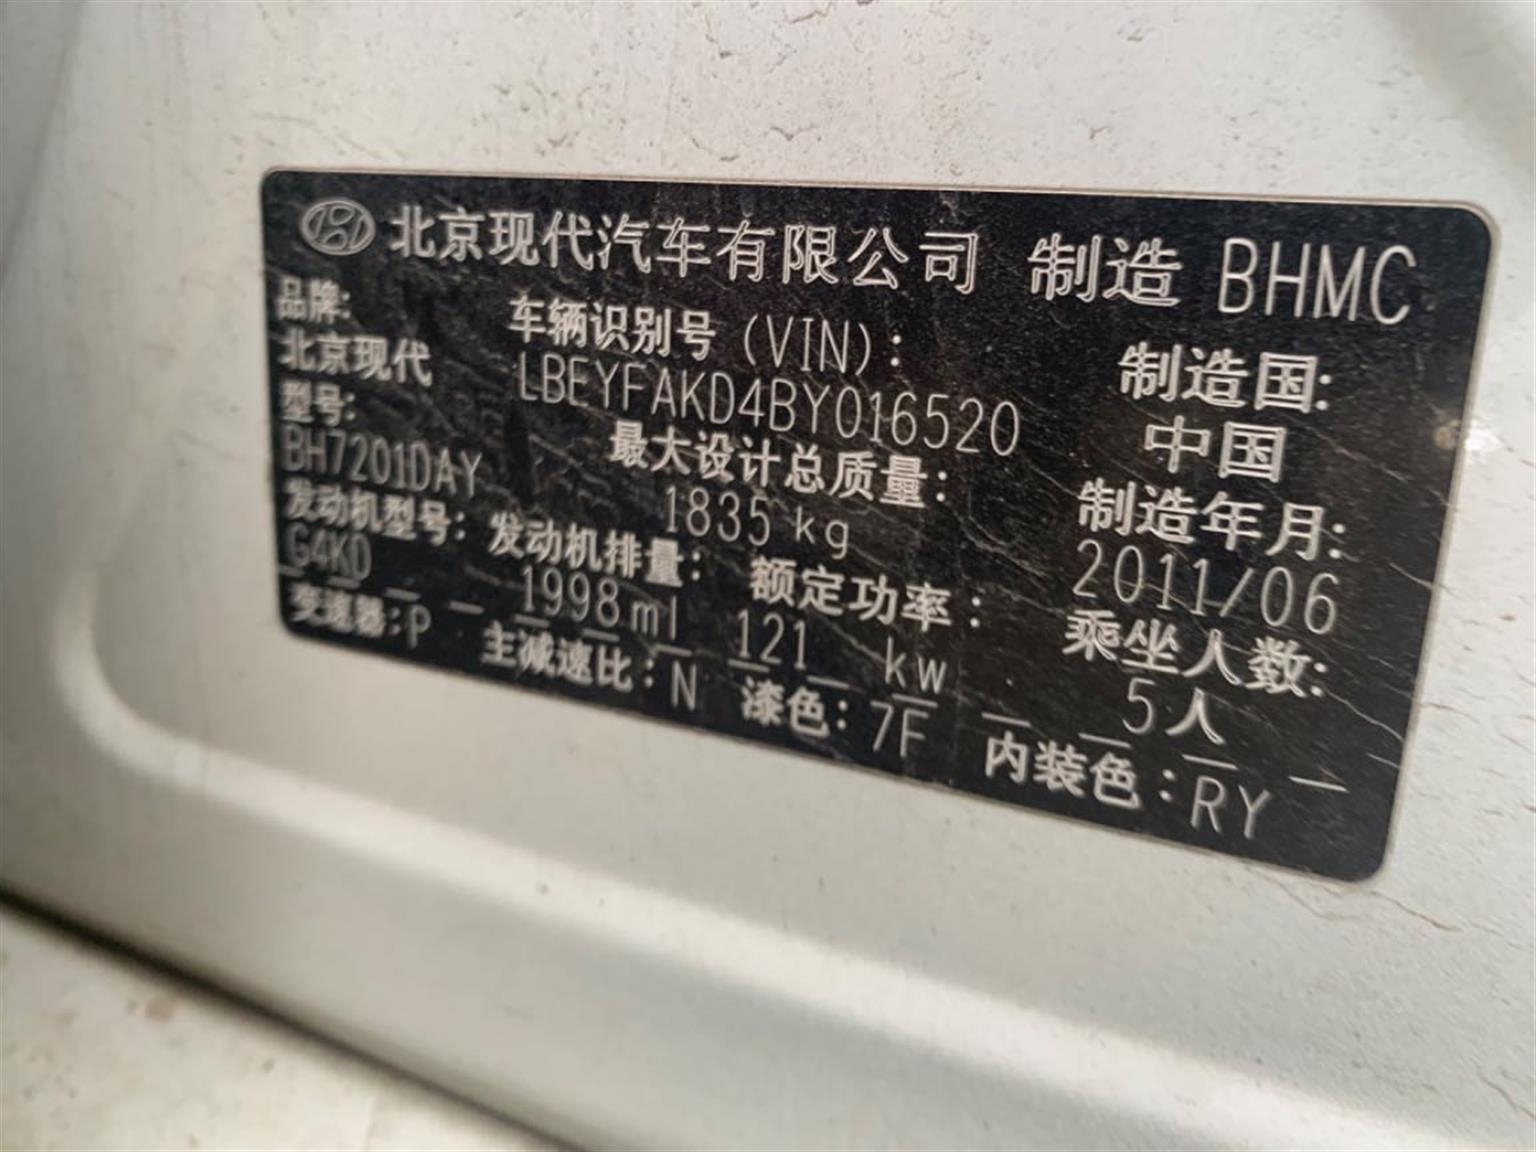 北京现代汽车有限公司 制造 BHMC
品牌: 车辆识别号 (VIN): 制造国:
北京现代 LBEYFAKD4BY016520 中国
型号: 最大设计总质量: 制造年月:
BH7201DAY 1835 kg 2011/06
发动机型号: 发动机排量: 额定功率: 乘坐人数:
G4KD 1998ml 121 kw 5人
变速器:P 主减速比:N 漆色:7F 内装色:RY